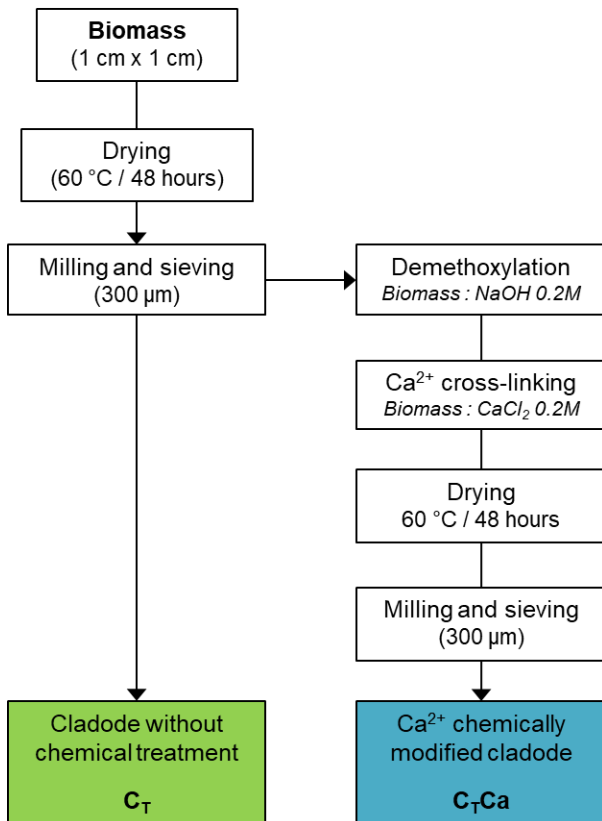 Biomass
(1 cm x 1 cm)
Drying
(60 °C / 48 hours)
Milling and sieving
(300 µm)
Demethoxylation
Biomass : NaOH 0.2M
Ca²⁺ cross-linking
Biomass : CaCl₂ 0.2M
Drying
60 °C / 48 hours
Milling and sieving
(300 µm)
Cladode without
chemical treatment
C_T
Ca²⁺ chemically
modified cladode
C_TCa